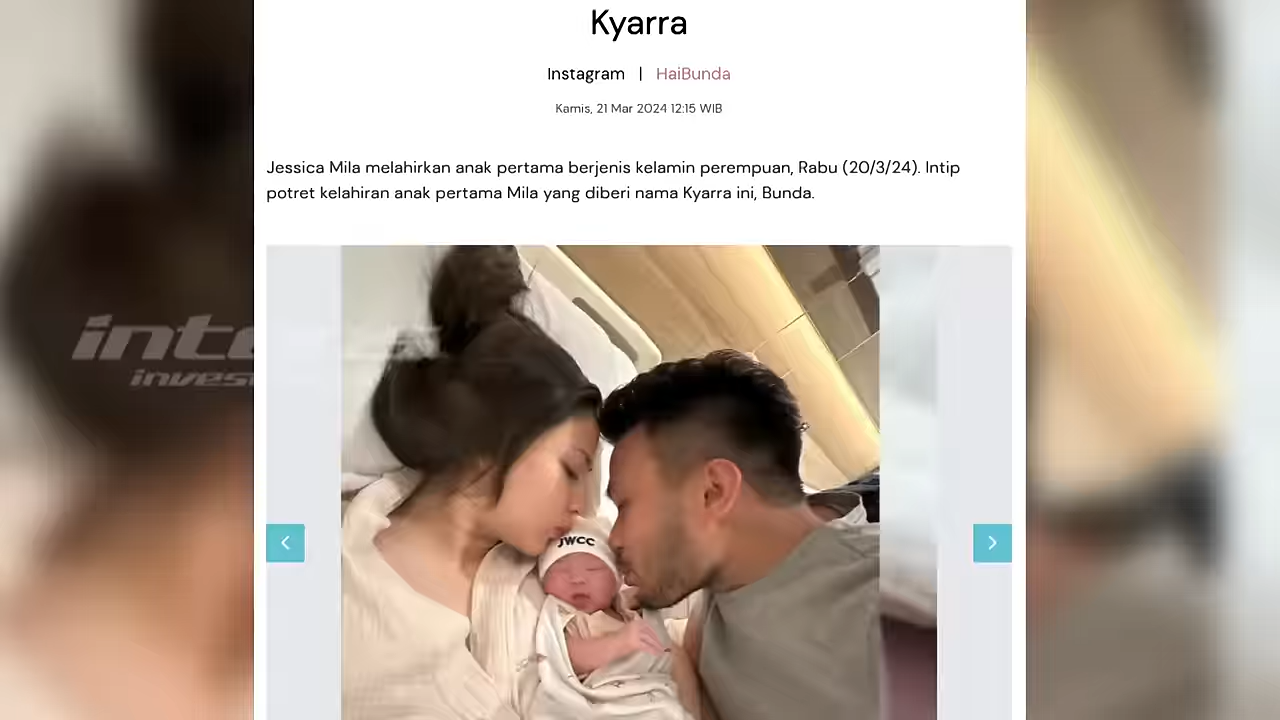 Kyarra
Instagram | HaiBunda
Kamis, 21 Mar 2024 12:15 WIB
Jessica Mila melahirkan anak pertama berjenis kelamin perempuan, Rabu (20/3/24). Intip
potret kelahiran anak pertama Mila yang diberi nama Kyarra ini, Bunda.
JWCC